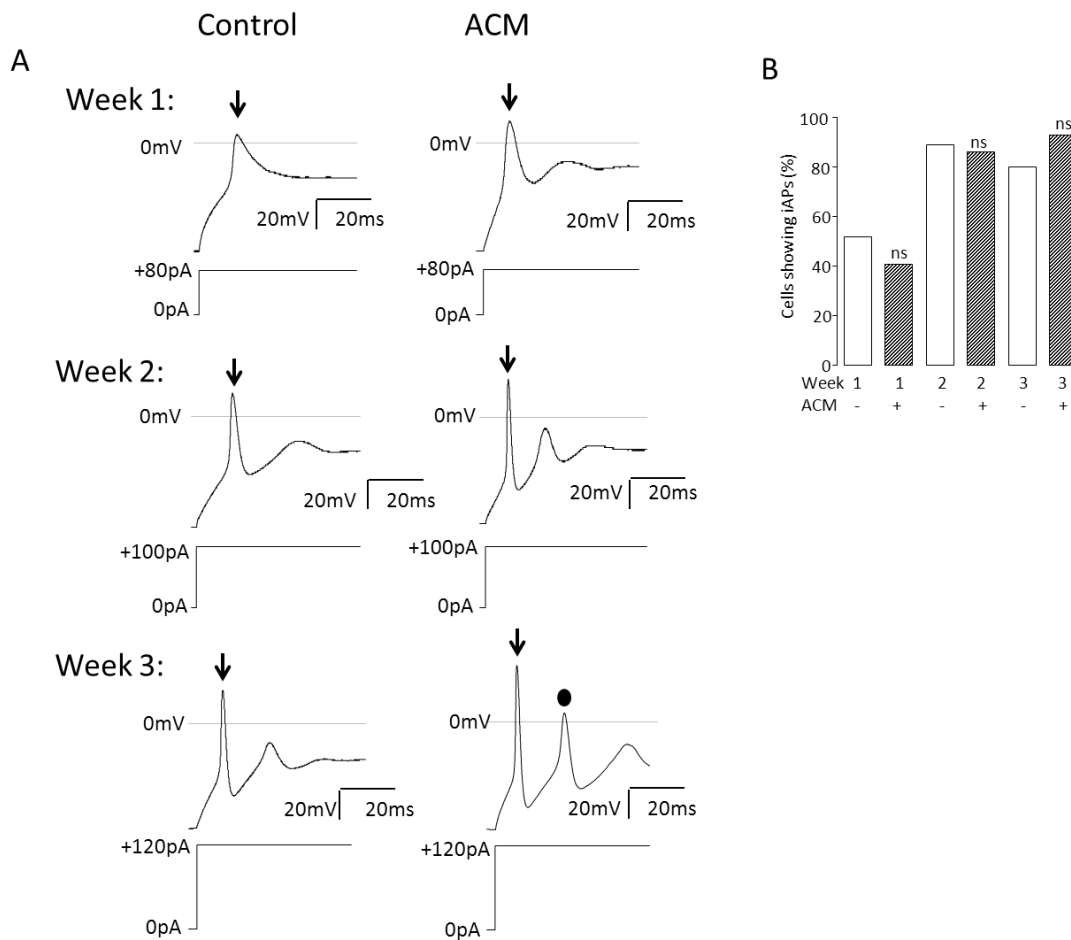 Control ACM
A
Week 1:
0mV 0mV
20mV 20ms 20mV 20ms
+80pA +80pA
0pA 0pA
Week 2:
0mV 0mV
20mV 20ms 20mV 20ms
+100pA +100pA
0pA 0pA
Week 3:
0mV 0mV
20mV 20ms 20mV 20ms
+120pA +120pA
0pA 0pA
B
Cells showing iAPs (%)
100
80
60
40
20
0
ns ns ns
Week 1 1 2 2 3 3
ACM - + - + - +